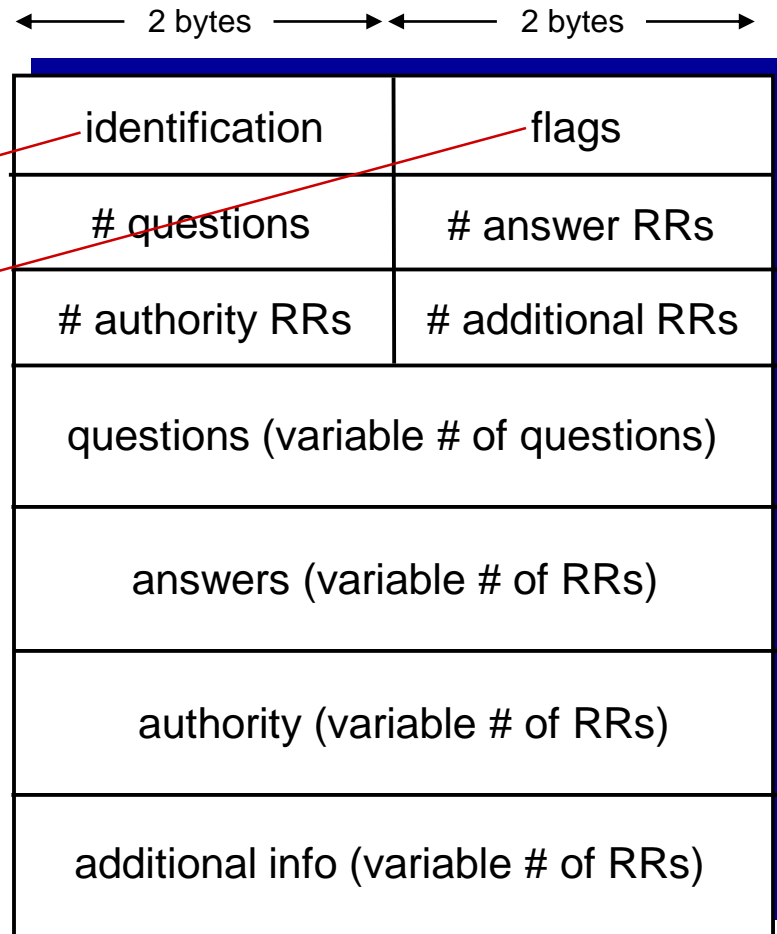 2 bytes 2 bytes
identification flags
# questions # answer RRs
# authority RRs # additional RRs
questions (variable # of questions)
answers (variable # of RRs)
authority (variable # of RRs)
additional info (variable # of RRs)